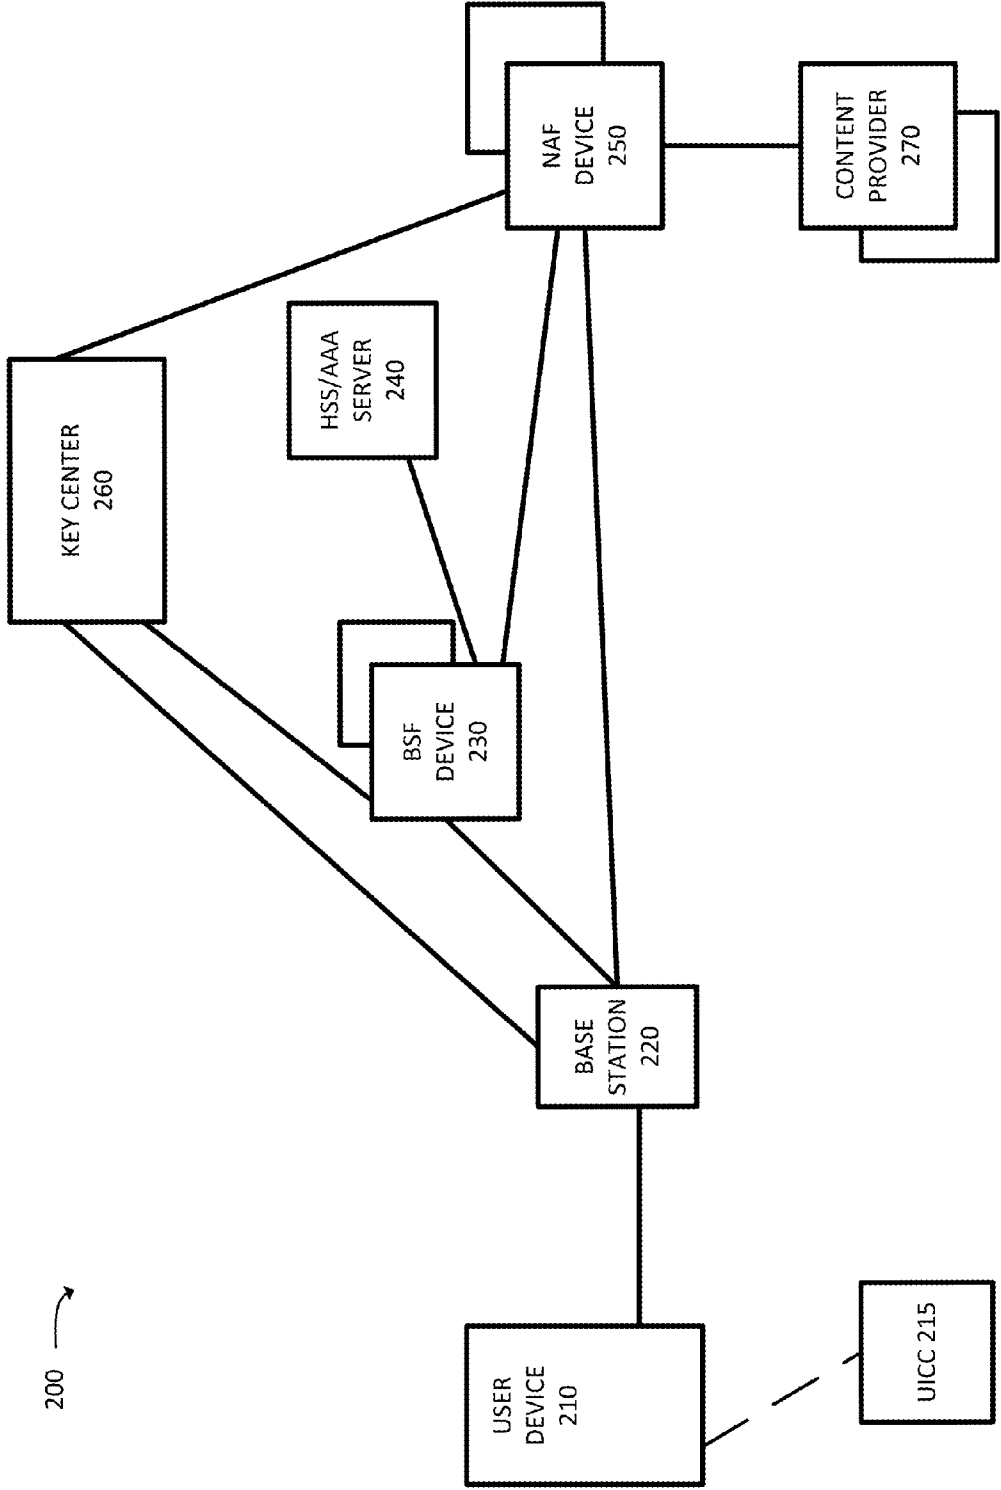 200
KEY CENTER
260
HSS/AAA
SERVER
240
BSF
DEVICE
230
NAF
DEVICE
250
USER
DEVICE
210
BASE
STATION
220
UICC 215
CONTENT
PROVIDER
270